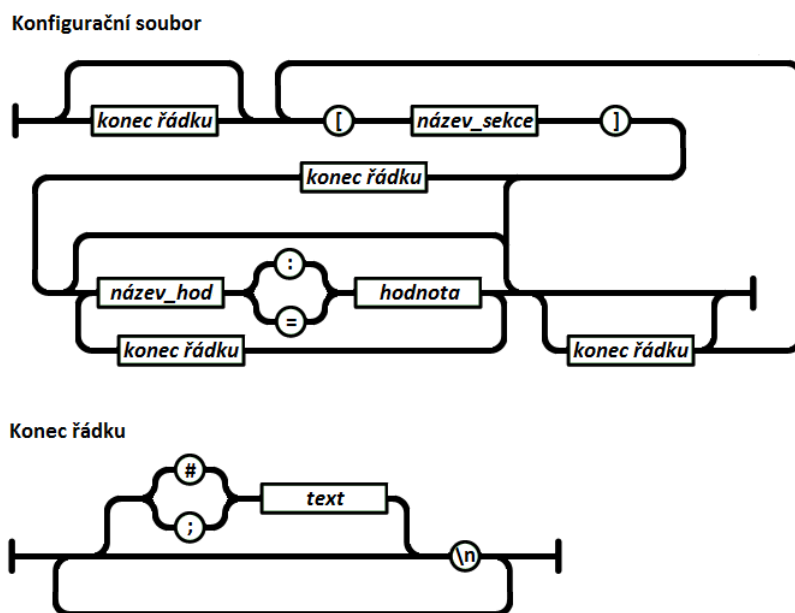 Konfigurační soubor
konec řádku [ název_sekce ]
konec řádku
:
název_hod hodnota
=
konec řádku konec řádku
Konec řádku
#
text
;
\n